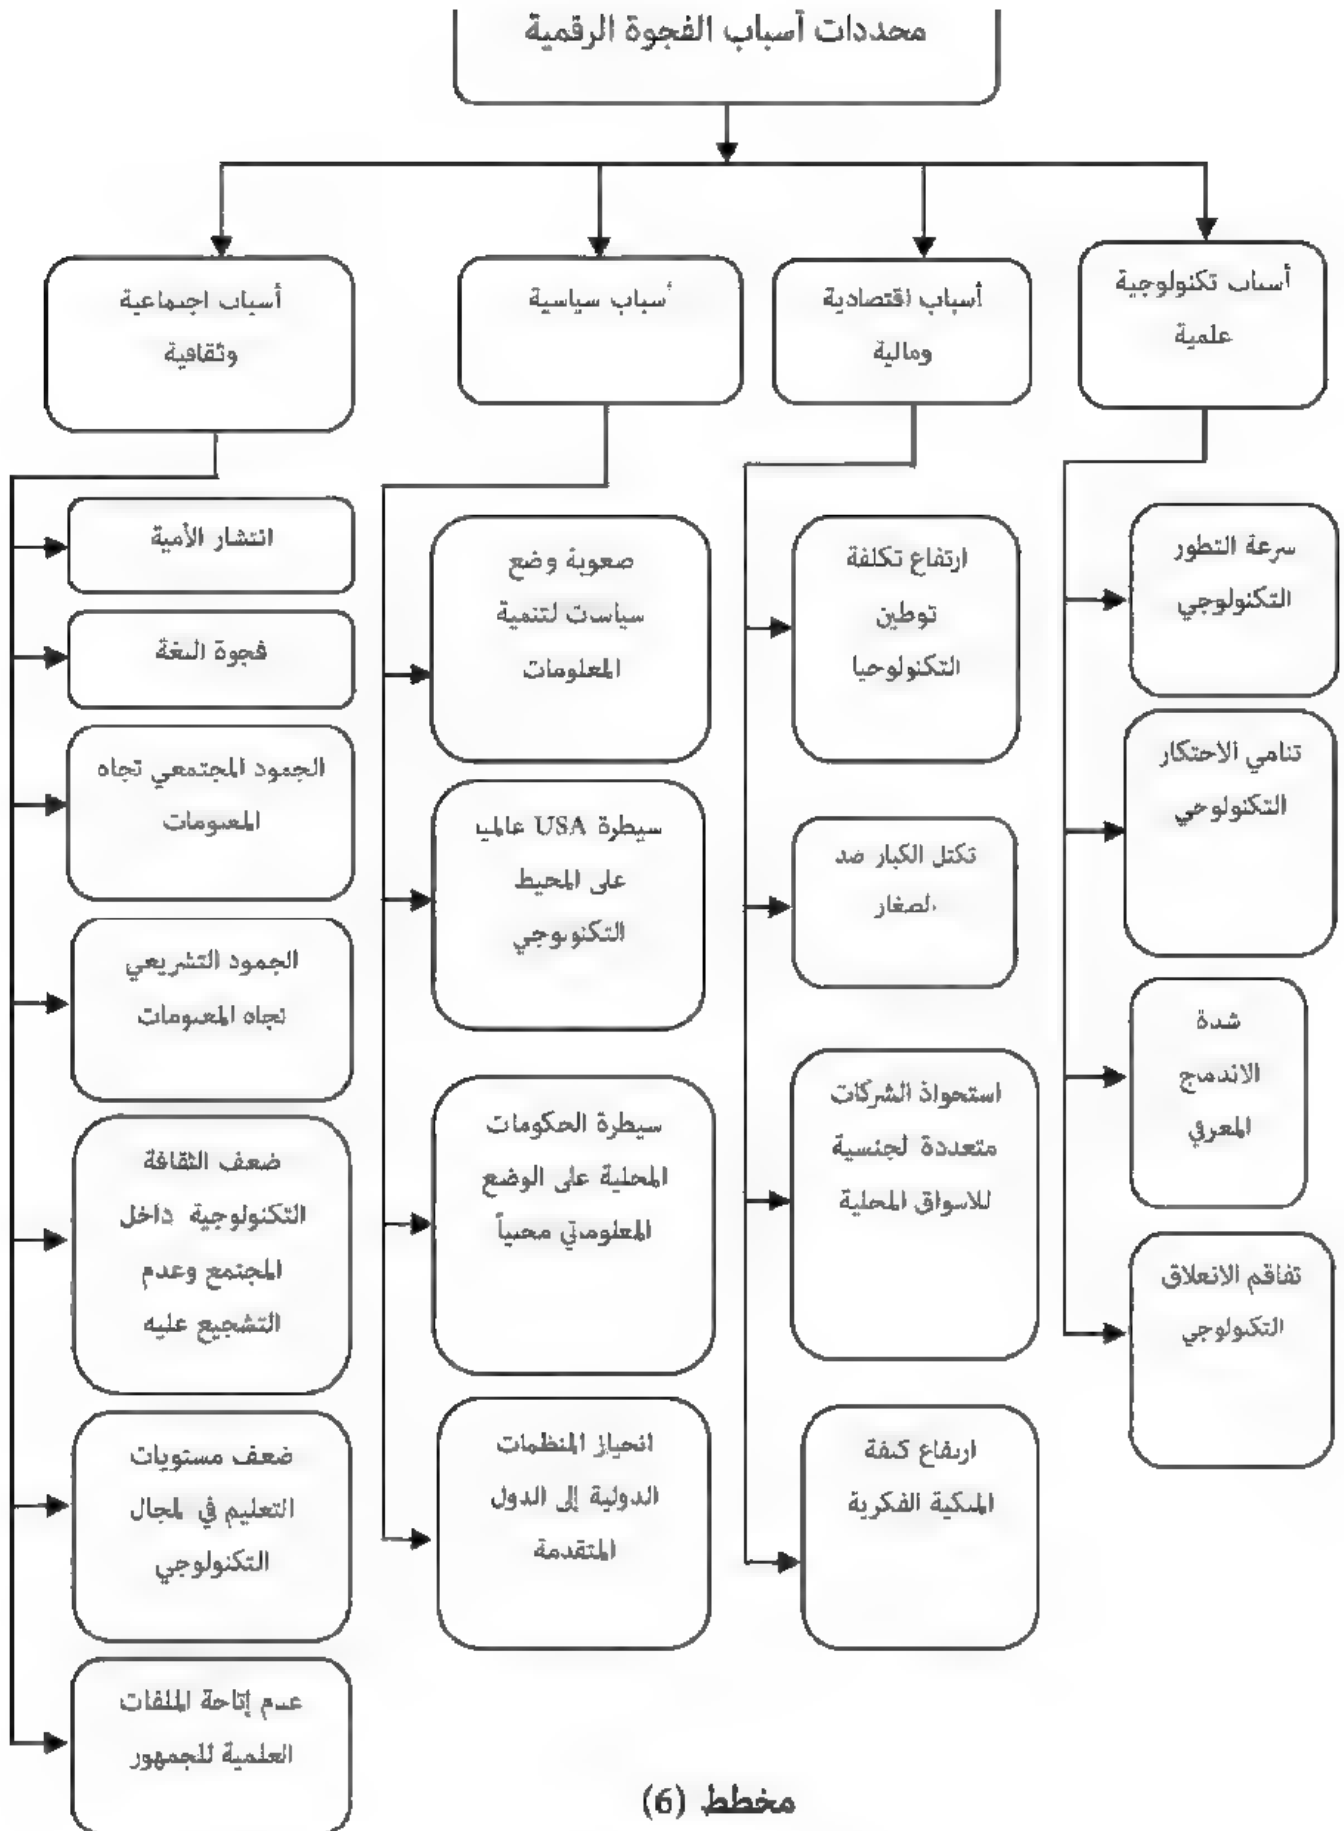 محددات أسباب الفجوة الرقمية
أسباب تكنولوجية
علمية
أسباب اقتصادية
ومالية
أسباب سياسية
أسباب اجتماعية
وثقافية
سرعة التطور
التكنولوجي
تنامي الاحتكار
التكنولوجي
شدة
الاندماج
المعرفي
تفاقم الانغلاق
التكنولوجي
ارتفاع تكلفة
توطين
التكنولوجيا
تكتل الكبار ضد
الصغار
استحواذ الشركات
متعددة الجنسية
للاسواق المحلية
ارتفاع كلفة
الملكية الفكرية
صعوبة وضع
سياسات لتنمية
المعلومات
سيطرة USA عالميا
على المحيط
التكنولوجي
سيطرة الحكومات
المحلية على الوضع
المعلوماتي محلياً
انحياز المنظمات
الدولية إلى الدول
المتقدمة
انتشار الأمية
فجوة اللغة
الجمود المجتمعي تجاه
المعلومات
الجمود التشريعي
تجاه المعلومات
ضعف الثقافة
التكنولوجية داخل
المجتمع وعدم
التشجيع عليه
ضعف مستويات
التعليم في المجال
التكنولوجي
عدم إتاحة الملفات
العلمية للجمهور
مخطط (6)